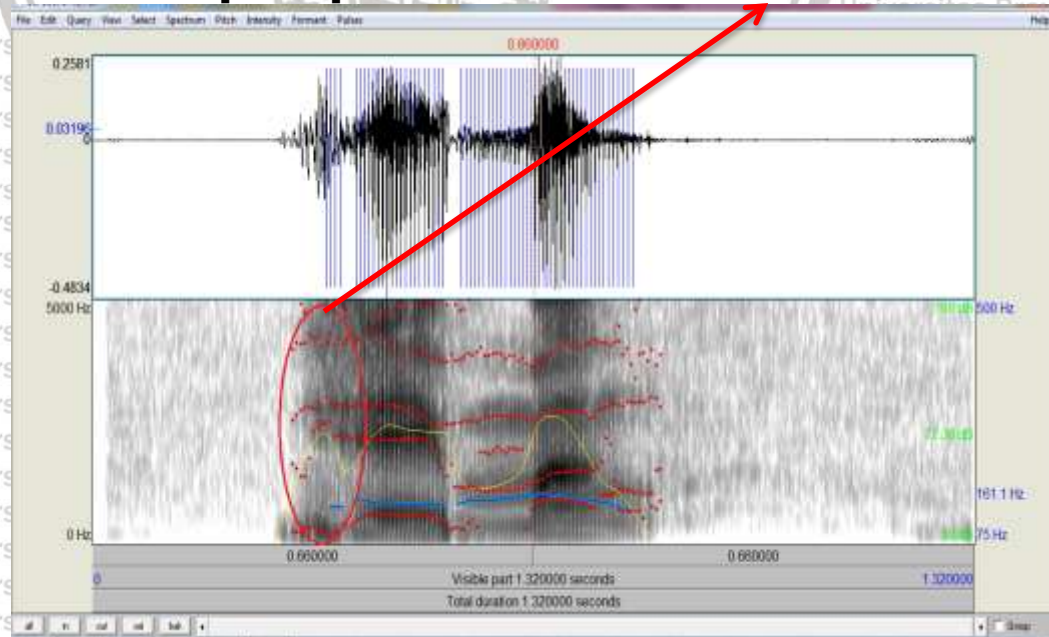 File Edit Query View Select Spectrum Pitch Intensity Formant Pulses Help
0.660000
0.2581
0.03196
0
-0.4834
5000 Hz
500 Hz
161.1 Hz
0 Hz
75 Hz
0.660000 0.660000
0 Visible part 1.320000 seconds 1.320000
Total duration 1.320000 seconds
all in out sel bak